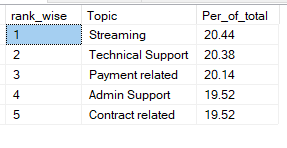 rank_wise Topic Per_of_total
1 Streaming 20.44
2 Technical Support 20.38
3 Payment related 20.14
4 Admin Support 19.52
5 Contract related 19.52